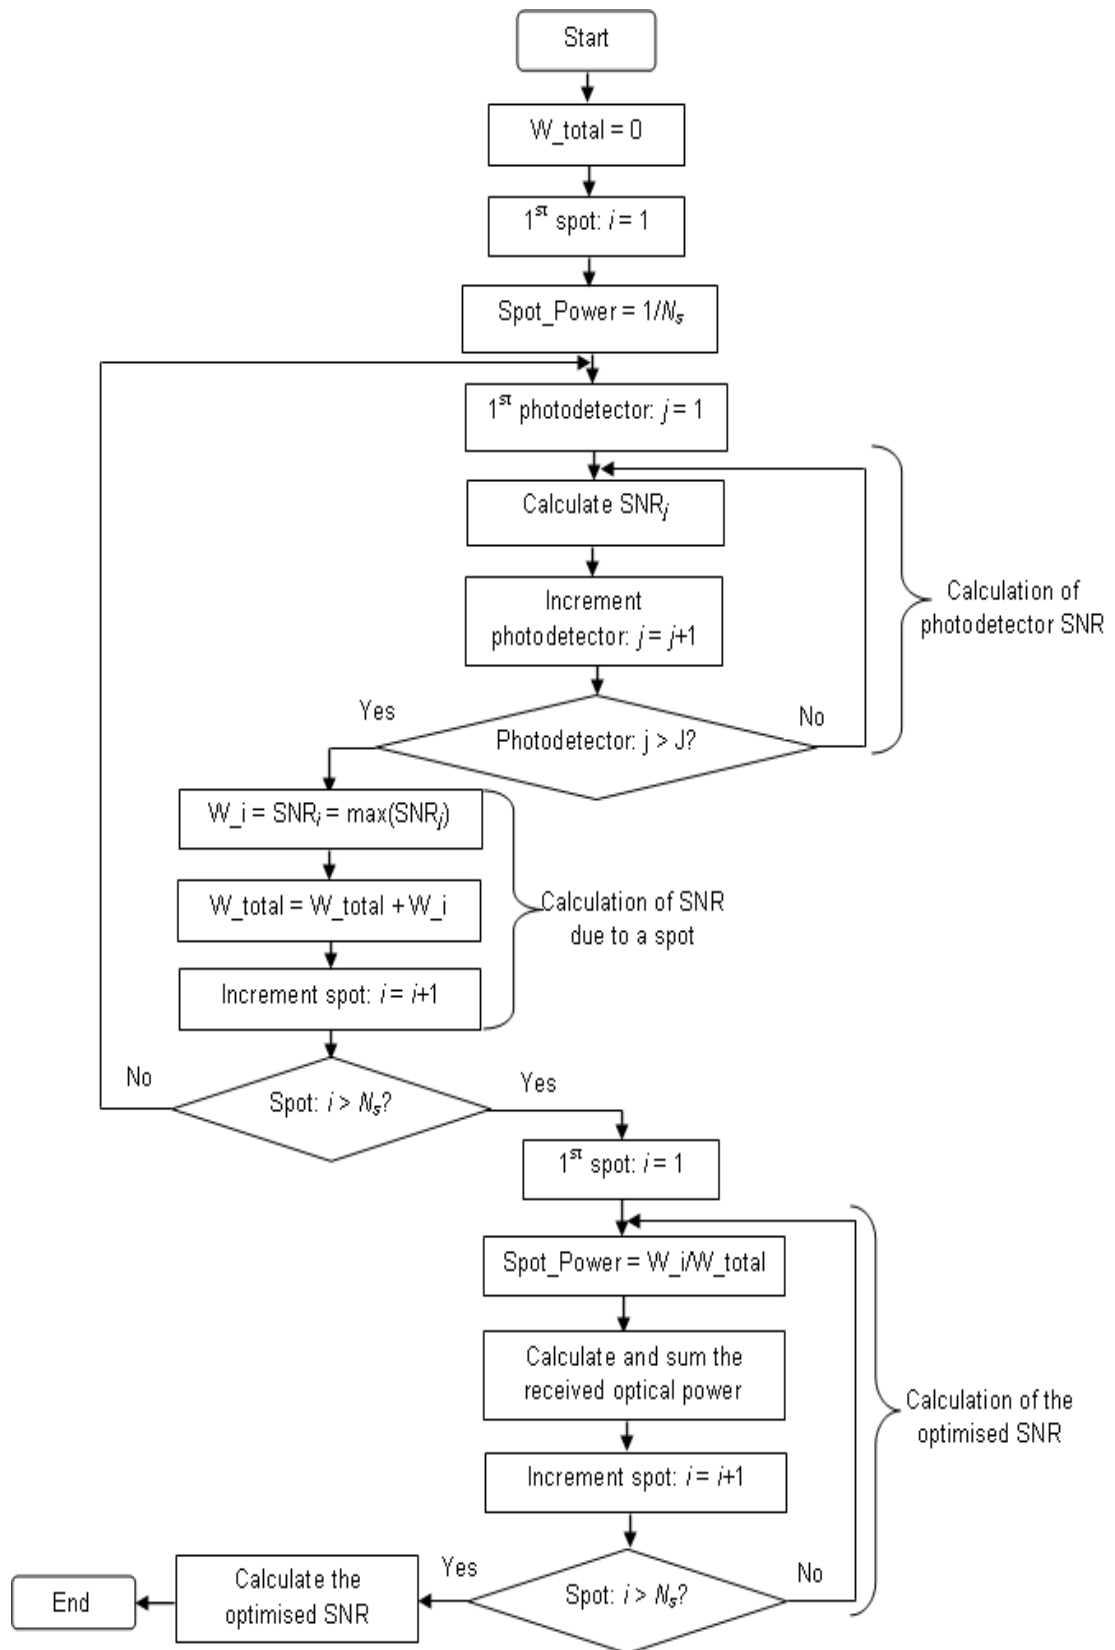 Start
W_total = 0
1st spot: i = 1
Spot_Power = 1/Ns
1st photodetector: j = 1
Calculate SNRj
Increment
photodetector: j = j+1
Calculation of
photodetector SNR
Yes
No
Photodetector: j > J?
W_i = SNRi = max(SNRj)
W_total = W_total + W_i
Calculation of SNR
due to a spot
Increment spot: i = i+1
No
Yes
Spot: i > Ns?
1st spot: i = 1
Spot_Power = W_i/W_total
Calculate and sum the
received optical power
Calculation of the
optimised SNR
Increment spot: i = i+1
Yes
No
Spot: i > Ns?
Calculate the
optimised SNR
End